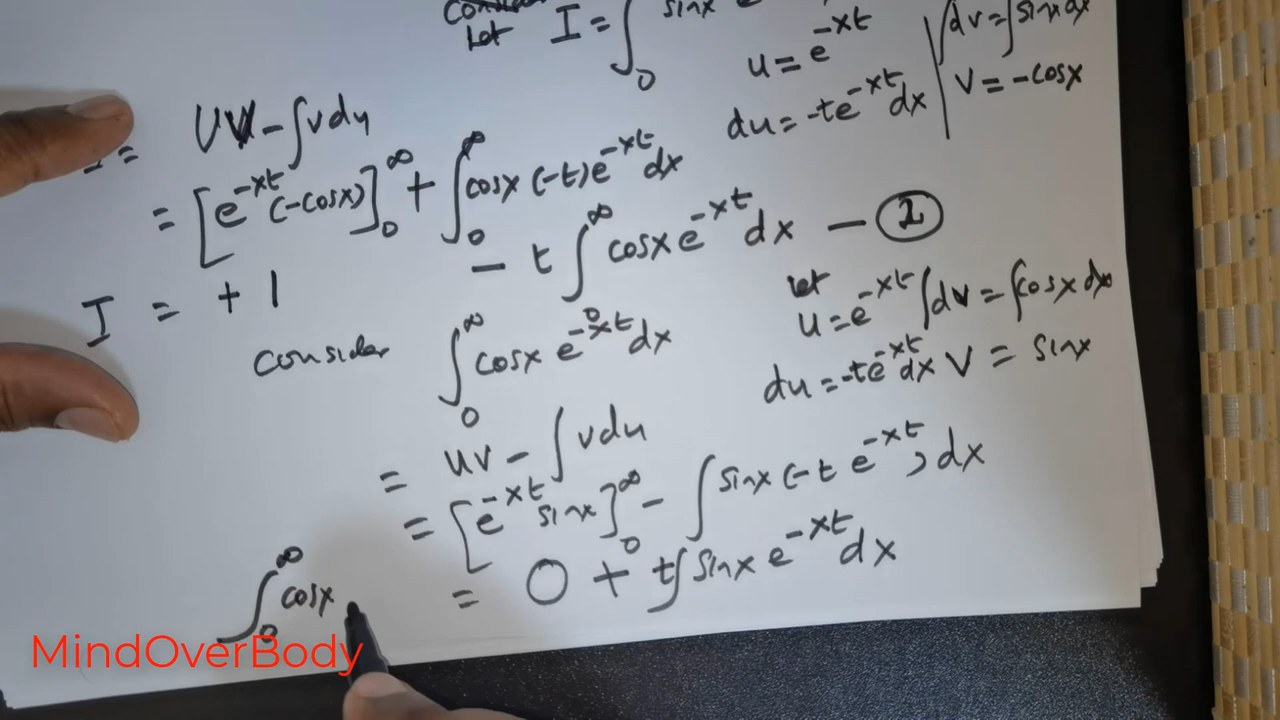 Let I = ∫₀ sinx e
u = e^-xt | ∫dv = ∫sinx dx
du = -te^-xt dx | v = -cosx
I = UV - ∫vdu
= [e^-xt (-cosx)]₀^∞ + ∫₀^∞ cosx (-t)e^-xt dx
I = +1 - t ∫^∞ cosx e^-xt dx — ①
consider ∫₀^∞ cosx e^-xt dx
let
u = e^-xt ∫dv = ∫cosx dx
du = -te^-xt dx v = sinx
= uv - ∫vdu
= [e^-xt sinx]₀^∞ - ∫sinx (-t e^-xt) dx
= 0 + t∫ sinx e^-xt dx
∫₀^∞ cosx
MindOverBody